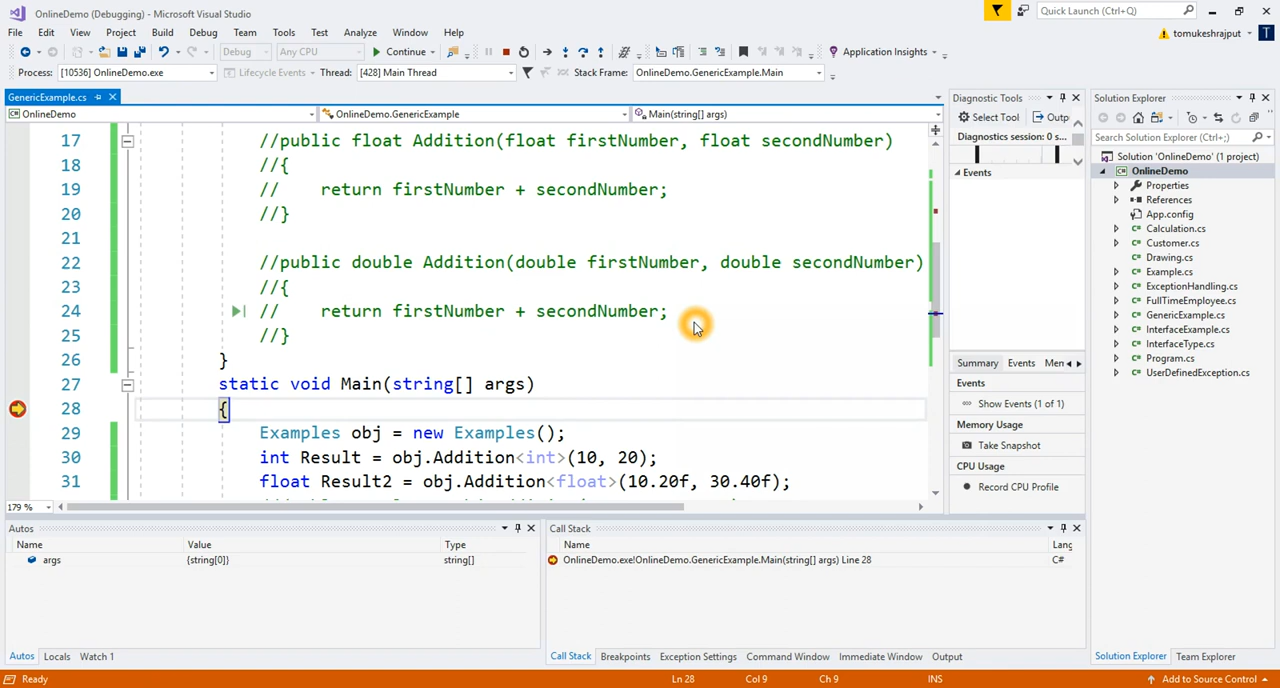 OnlineDemo (Debugging) - Microsoft Visual Studio
Quick Launch (Ctrl+Q)
File Edit View Project Build Debug Team Tools Test Analyze Window Help
tomukeshrajput
T
Debug Any CPU Continue Application Insights
Process: [10536] OnlineDemo.exe Lifecycle Events Thread: [428] Main Thread Stack Frame: OnlineDemo.GenericExample.Main
GenericExample.cs
OnlineDemo OnlineDemo.GenericExample Main(string[] args)
17 //public float Addition(float firstNumber, float secondNumber)
18 //{
19 // return firstNumber + secondNumber;
20 //}
21
22 //public double Addition(double firstNumber, double secondNumber)
23 //{
24 // return firstNumber + secondNumber;
25 //}
26 }
27 static void Main(string[] args)
28 {
29 Examples obj = new Examples();
30 int Result = obj.Addition<int>(10, 20);
31 float Result2 = obj.Addition<float>(10.20f, 30.40f);
179 %
Diagnostic Tools
Select Tool Outp
Diagnostics session: 0 s...
Events
Summary Events Men
Events
Show Events (1 of 1)
Memory Usage
Take Snapshot
CPU Usage
Record CPU Profile
Solution Explorer
Search Solution Explorer (Ctrl+;)
Solution 'OnlineDemo' (1 project)
OnlineDemo
Properties
References
App.config
Calculation.cs
Customer.cs
Drawing.cs
Example.cs
ExceptionHandling.cs
FullTimeEmployee.cs
GenericExample.cs
InterfaceExample.cs
InterfaceType.cs
Program.cs
UserDefinedException.cs
Solution Explorer Team Explorer
Autos
Name Value Type
args {string[0]} string[]
Autos Locals Watch 1
Call Stack
Name Lang
OnlineDemo.exe!OnlineDemo.GenericExample.Main(string[] args) Line 28 C#
Call Stack Breakpoints Exception Settings Command Window Immediate Window Output
Ready Ln 28 Col 9 Ch 9 INS Add to Source Control